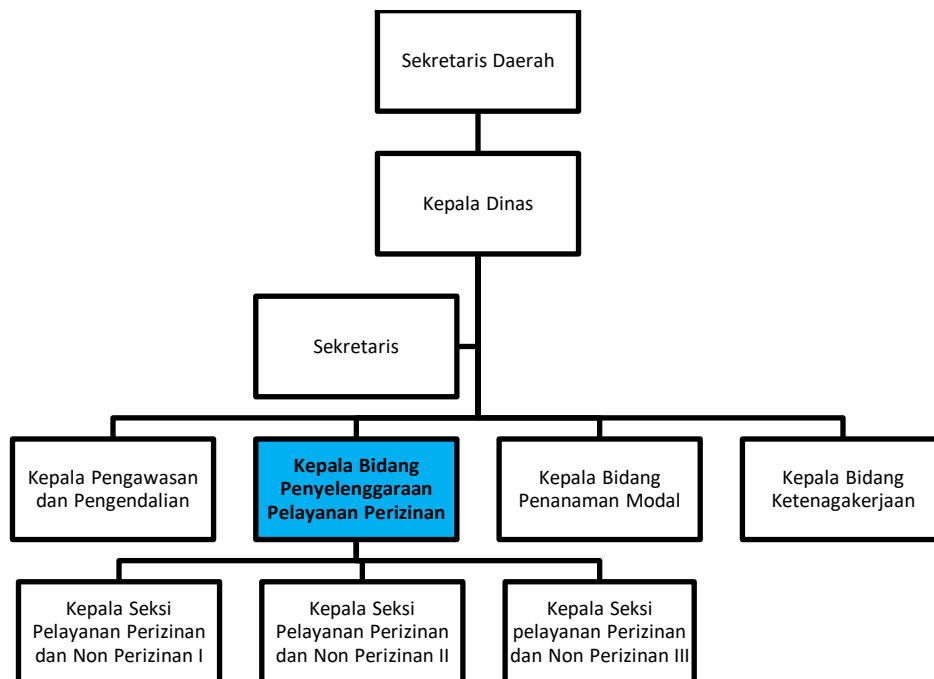 Sekretaris Daerah
Kepala Dinas
Sekretaris
Kepala Pengawasan
dan Pengendalian
Kepala Bidang
Penyelenggaraan
Pelayanan Perizinan
Kepala Bidang
Penanaman Modal
Kepala Bidang
Ketenagakerjaan
Kepala Seksi
Pelayanan Perizinan
dan Non Perizinan I
Kepala Seksi
Pelayanan Perizinan
dan Non Perizinan II
Kepala Seksi
pelayanan Perizinan
dan Non Perizinan III